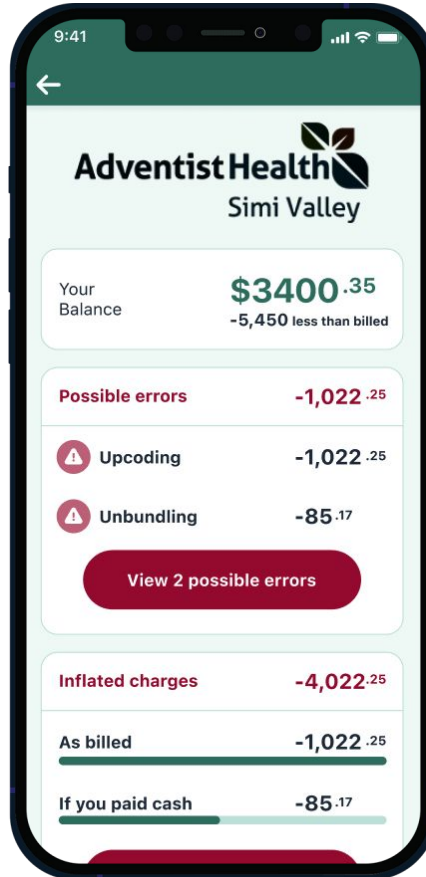 9:41
Adventist Health
Simi Valley
Your
Balance
$3400.35
-5,450 less than billed
Possible errors -1,022.25
Upcoding -1,022.25
Unbundling -85.17
View 2 possible errors
Inflated charges -4,022.25
As billed -1,022.25
If you paid cash -85.17